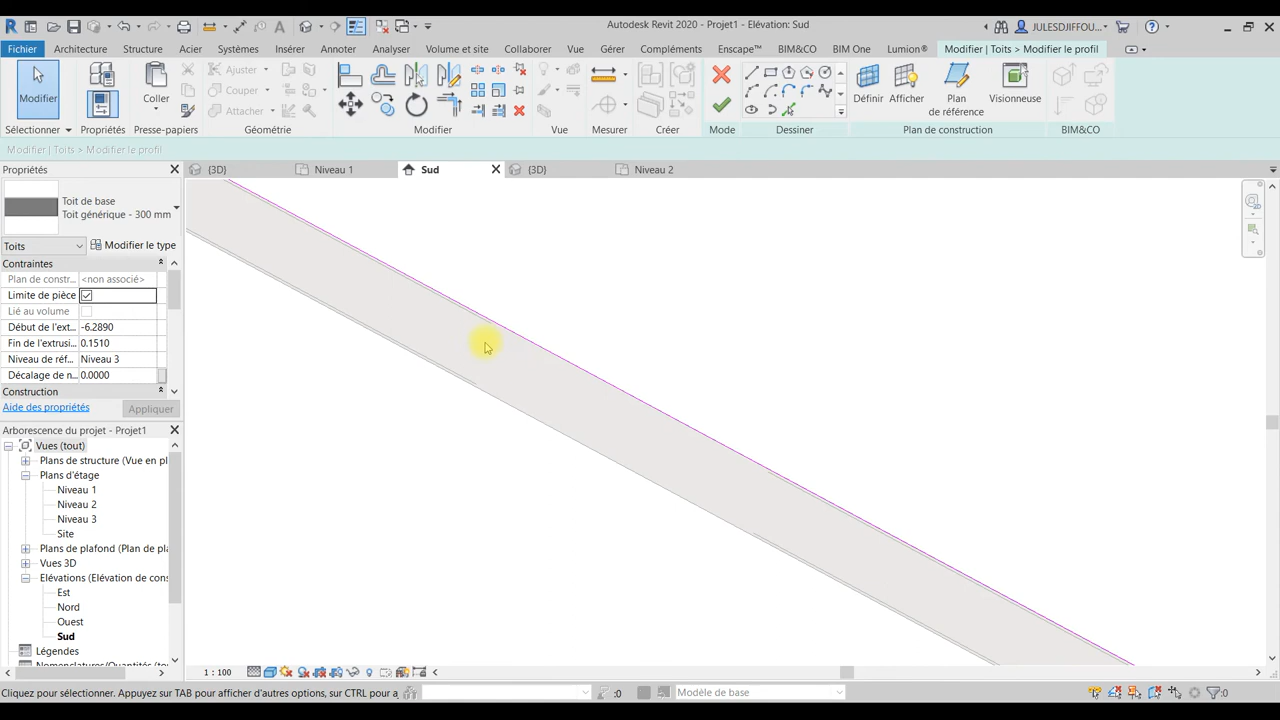 Autodesk Revit 2020 - Projet1 - Elévation: Sud
JULESDJIFFOU...
Fichier Architecture Structure Acier Systèmes Insérer Annoter Analyser Volume et site Collaborer Vue Gérer Compléments Enscape™ BIM&CO BIM One Lumion® Modifier | Toits > Modifier le profil
Modifier
Propriétés
Coller
Ajuster
Couper
Attacher
Définir
Afficher
Plan de référence
Visionneuse
Sélectionner Propriétés Presse-papiers Géométrie Modifier Vue Mesurer Créer Mode Dessiner Plan de construction BIM&CO
Modifier | Toits > Modifier le profil
Propriétés
{3D} Niveau 1 Sud {3D} Niveau 2
Toit de base
Toit générique - 300 mm
Toits Modifier le type
Contraintes
Plan de constr... <non associé>
Limite de pièce
Lié au volume
Début de l'ext... -6.2890
Fin de l'extrusi... 0.1510
Niveau de réf... Niveau 3
Décalage de n... 0.0000
Construction
Aide des propriétés Appliquer
Arborescence du projet - Projet1
Vues (tout)
Plans de structure (Vue en pl
Plans d'étage
Niveau 1
Niveau 2
Niveau 3
Site
Plans de plafond (Plan de pla
Vues 3D
Elévations (Elévation de cons
Est
Nord
Ouest
Sud
Légendes
Nomenclatures/Quantités (to
1 : 100
Cliquez pour sélectionner. Appuyez sur TAB pour afficher d'autres options, sur CTRL pour a
:0
Modèle de base
:0